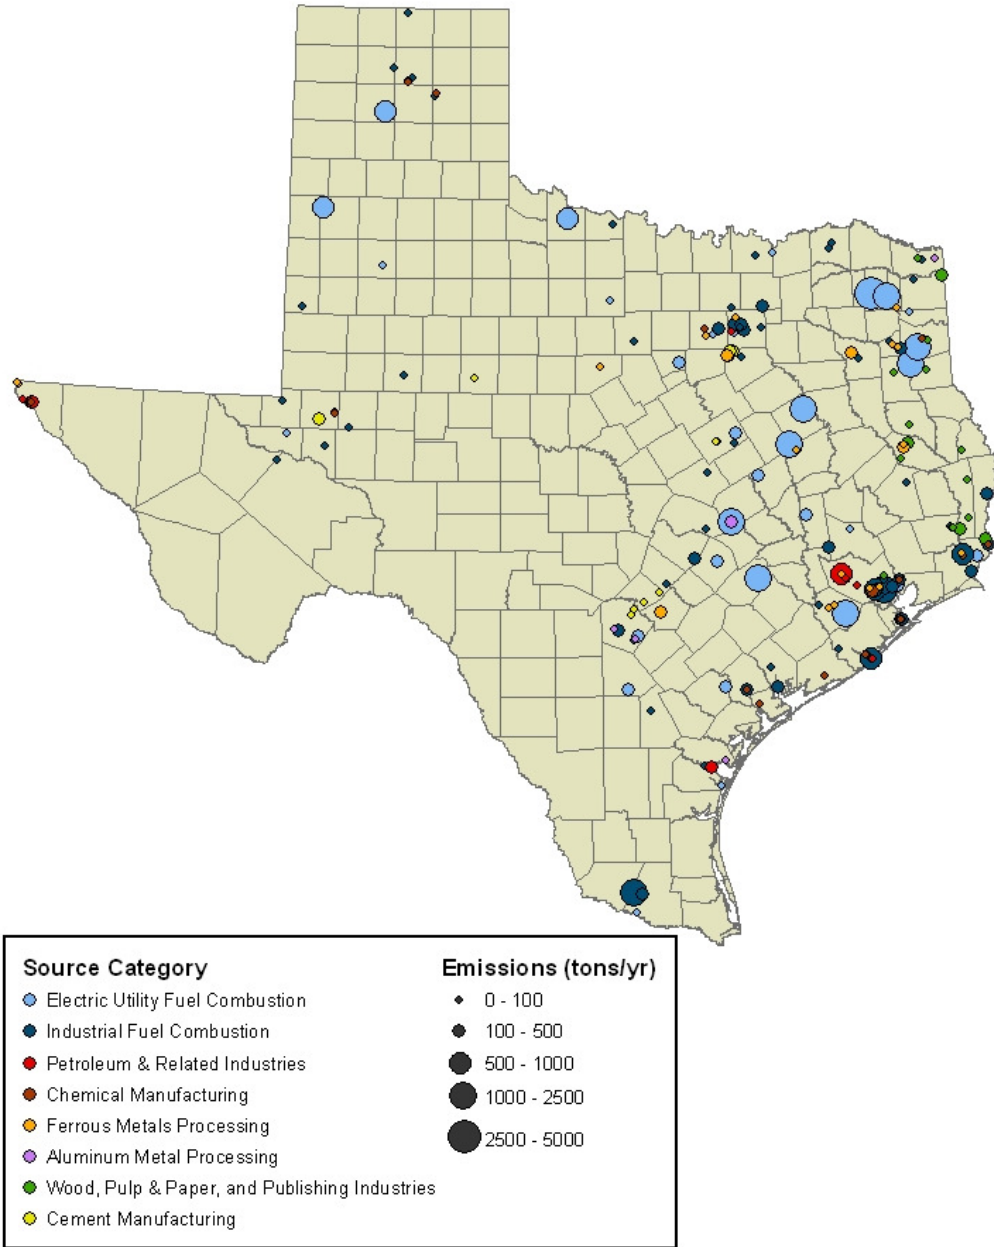 Source Category
Electric Utility Fuel Combustion
Industrial Fuel Combustion
Petroleum & Related Industries
Chemical Manufacturing
Ferrous Metals Processing
Aluminum Metal Processing
Wood, Pulp & Paper, and Publishing Industries
Cement Manufacturing
Emissions (tons/yr)
0 - 100
100 - 500
500 - 1000
1000 - 2500
2500 - 5000